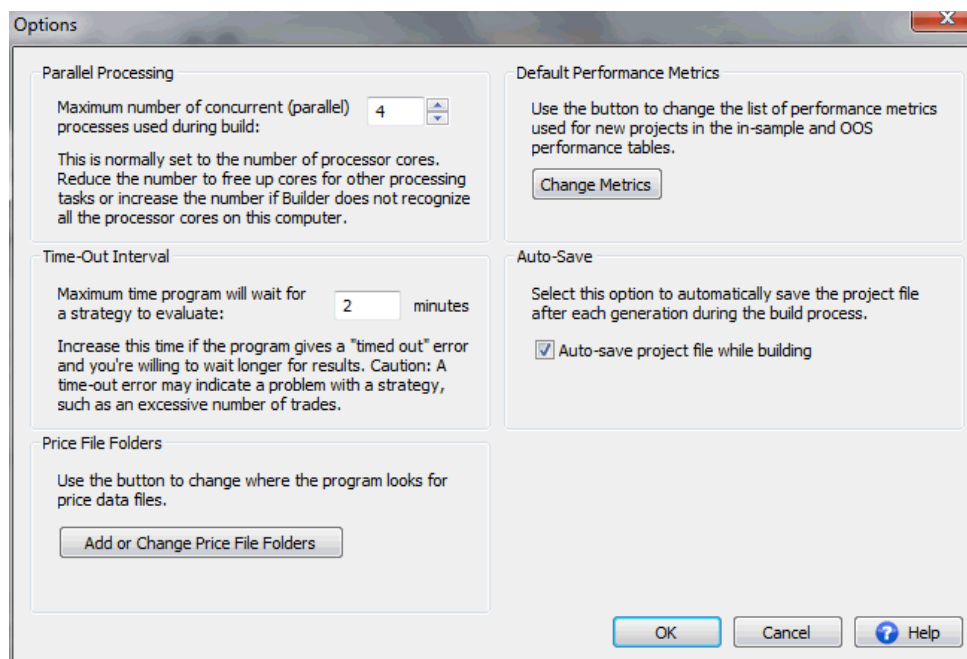 Options
Parallel Processing
Maximum number of concurrent (parallel)
processes used during build:
4
This is normally set to the number of processor cores.
Reduce the number to free up cores for other processing
tasks or increase the number if Builder does not recognize
all the processor cores on this computer.
Default Performance Metrics
Use the button to change the list of performance metrics
used for new projects in the in-sample and OOS
performance tables.
Change Metrics
Time-Out Interval
Maximum time program will wait for
a strategy to evaluate:
2 minutes
Increase this time if the program gives a "timed out" error
and you're willing to wait longer for results. Caution: A
time-out error may indicate a problem with a strategy,
such as an excessive number of trades.
Auto-Save
Select this option to automatically save the project file
after each generation during the build process.
Auto-save project file while building
Price File Folders
Use the button to change where the program looks for
price data files.
Add or Change Price File Folders
OK
Cancel
Help